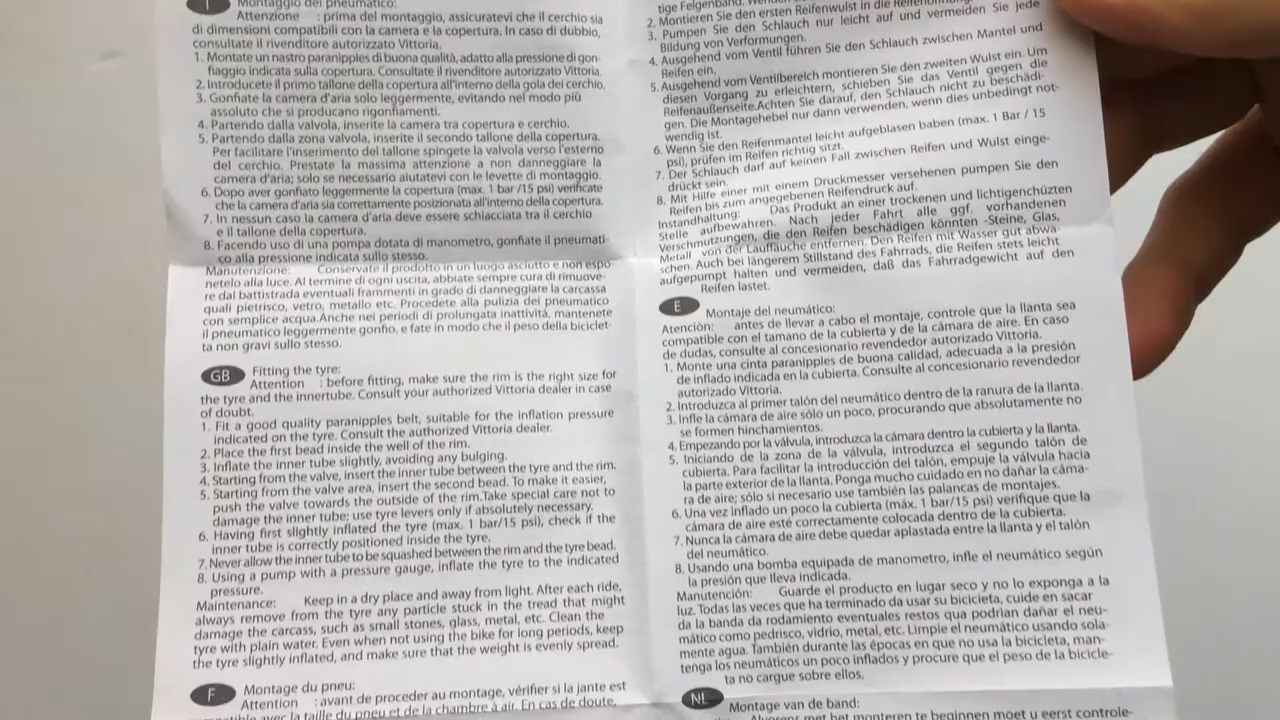 I
Montaggio del pneumatico:
Attenzione : prima del montaggio, assicuratevi che il cerchio sia
di dimensioni compatibili con la camera e la copertura. In caso di dubbio,
consultate il rivenditore autorizzato Vittoria.
1. Montate un nastro paranipples di buona qualità, adatto alla pressione di gon-
fiaggio indicata sulla copertura. Consultate il rivenditore autorizzato Vittoria.
2. Introducete il primo tallone della copertura all'interno della gola dei cerchio.
3. Gonfiate la camera d'aria solo leggermente, evitando nel modo più
assoluto che si producano rigonfiamenti.
4. Partendo dalla valvola, inserite la camera tra copertura e cerchio.
5. Partendo dalla zona valvola, inserite il secondo tallone della copertura.
Per facilitare l'inserimento del tallone spingete la valvola verso l'esterno
del cerchio. Prestate la massima attenzione a non danneggiare la
camera d'aria; solo se necessario aiutatevi con le levette di montaggio.
6. Dopo aver gonfiato leggermente la copertura (max. 1 bar /15 psi) verificate
che la camera d'aria sia correttamente posizionata all'interno della copertura.
7. In nessun caso la camera d'aria deve essere schiacciata tra il cerchio
e il tallone della copertura.
8. Facendo uso di una pompa dotata di manometro, gonfiate il pneumati-
co alla pressione indicata sullo stesso.
Manutenzione: Conservate il prodotto in un luogo asciutto e non espo-
netelo alla luce. Al termine di ogni uscita, abbiate sempre cura di rimuove-
re dal battistrada eventuali frammenti in grado di danneggiare la carcassa
quali pietrisco, vetro, metallo etc. Procedete alla pulizia dei pneumatico
con semplice acqua.Anche nei periodi di prolungata inattività, mantenete
il pneumatico leggermente gonfio, e fate in modo che il peso della biciclet-
ta non gravi sullo stesso.
GB
Fitting the tyre:
Attention : before fitting, make sure the rim is the right size for
the tyre and the innertube. Consult your authorized Vittoria dealer in case
of doubt.
1. Fit a good quality paranipples belt, suitable for the inflation pressure
indicated on the tyre. Consult the authorized Vittoria dealer.
2. Place the first bead inside the well of the rim.
3. Inflate the inner tube slightly, avoiding any bulging.
4. Starting from the valve, insert the inner tube between the tyre and the rim.
5. Starting from the valve area, insert the second bead. To make it easier,
push the valve towards the outside of the rim.Take special care not to
damage the inner tube; use tyre levers only if absolutely necessary.
6. Having first slightly inflated the tyre (max. 1 bar/15 psi), check if the
inner tube is correctly positioned inside the tyre.
7. Never allow the inner tube to be squashed between the rim and the tyre bead.
8. Using a pump with a pressure gauge, inflate the tyre to the indicated
pressure.
Maintenance: Keep in a dry place and away from light. After each ride,
always remove from the tyre any particle stuck in the tread that might
damage the carcass, such as small stones, glass, metal, etc. Clean the
tyre with plain water. Even when not using the bike for long periods, keep
the tyre slightly inflated, and make sure that the weight is evenly spread.
F
Montage du pneu:
Attention : avant de proceder au montage, vérifier si la jante est
avec la taille du pneu et de la chambre à air. En cas de doute,
tige Felgenband.
2. Montieren Sie den ersten Reifenwulst in die
3. Pumpen Sie den Schlauch nur leicht auf und vermeiden Sie jede
Bildung von Verformungen.
4. Ausgehend vom Ventil führen Sie den Schlauch zwischen Mantel und
Reifen ein.
5. Ausgehend vom Ventilbereich montieren Sie den zweiten Wulst ein. Um
diesen Vorgang zu erleichtern, schieben Sie das Ventil gegen die
Reifenaußenseite.Achten Sie darauf, den Schlauch nicht zu beschädi-
gen. Die Montagehebel nur dann verwenden, wenn dies unbedingt not-
wendig ist.
6. Wenn Sie den Reifenmantel leicht aufgeblasen baben (max. 1 Bar / 15
psi), prüfen im Reifen richtig sitzt.
7. Der Schlauch darf auf keinen Fall zwischen Reifen und Wulst einge-
drückt sein.
8. Mit Hilfe einer mit einem Druckmesser versehenen pumpen Sie den
Reifen bis zum angegebenen Reifendruck auf.
Instandhaltung: Das Produkt an einer trockenen und lichtigenchüzten
Stelle aufbewahren. Nach jeder Fahrt alle ggf. vorhandenen
Verschmutzungen, die den Reifen beschädigen könnten -Steine, Glas,
Metall von der Lauffäuche entfernen. Den Reifen mit Wasser gut abwa-
schen. Auch bei längerem Stillstand des Fahrrads, die Reifen stets leicht
aufgepumpt halten und vermeiden, daß das Fahrradgewicht auf den
Reifen lastet.
E
Montaje del neumático:
Atenciòn: antes de llevar a cabo el montaje, controle que la llanta sea
compatible con el tamano de la cubierta y de la cámara de aire. En caso
de dudas, consulte al concesionario revendedor autorizado Vittoria.
1. Monte una cinta paranipples de buona calidad, adecuada a la presión
de inflado indicada en la cubierta. Consulte al concesionario revendedor
autorizado Vittoria.
2. Introduzca al primer talón del neumático dentro de la ranura de la llanta.
3. Infle la cámara de aire sólo un poco, procurando que absolutamente no
se formen hinchamientos.
4. Empezando por la válvula, introduzca la cámara dentro la cubierta y la llanta.
5. Iniciando de la zona de la válvula, introduzca el segundo talón de
cubierta. Para facilitar la introducción del talón, empuje la válvula hacia
la parte exterior de la llanta. Ponga mucho cuidado en no dañar la cáma-
ra de aire; sólo si necesario use también las palancas de montajes.
6. Una vez inflado un poco la cubierta (máx. 1 bar/15 psi) verifique que la
cámara de aire esté correctamente colocada dentro de la cubierta.
7. Nunca la cámara de aire debe quedar aplastada entre la llanta y el talón
del neumático.
8. Usando una bomba equipada de manometro, infle el neumático según
la presión que lleva indicada.
Manutención: Guarde el producto en lugar seco y no lo exponga a la
luz. Todas las veces que ha terminado da usar su bicicleta, cuide en sacar
da la banda da rodamiento eventuales restos qua podrian dañar el neu-
mático como pedrisco, vidrio, metal, etc. Limpie el neumático usando sola-
mente agua. También durante las épocas en que no usa la bicicleta, man-
tenga los neumáticos un poco inflados y procure que el peso de la bicicle-
ta no cargue sobre ellos.
NL
Montage van de band:
Alvorens met het monteren te beginnen moet u eerst controle-